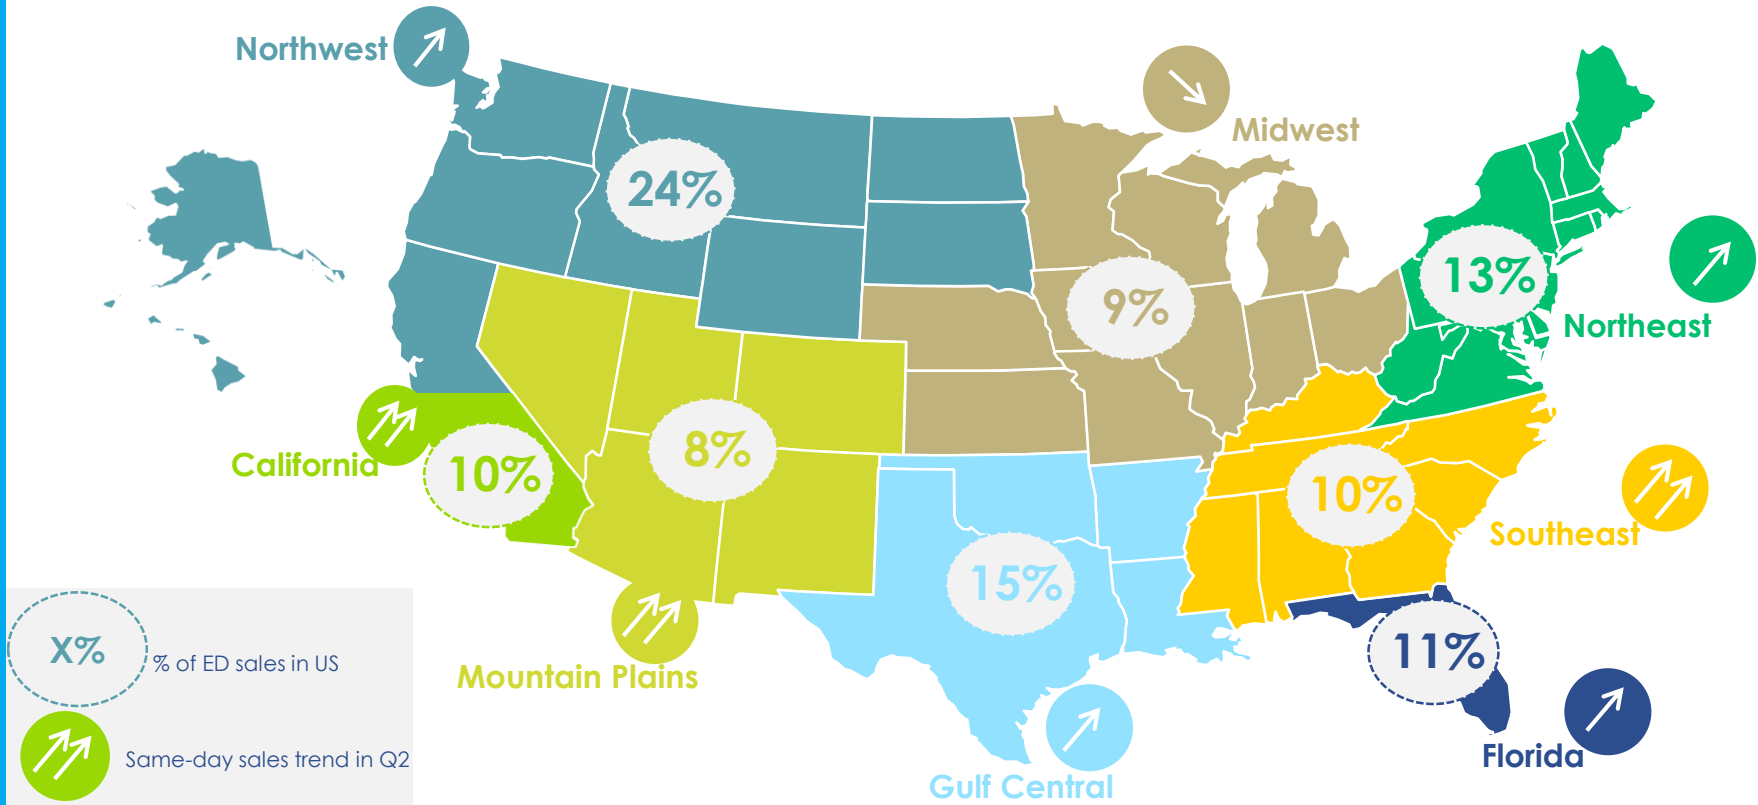 Northwest
Midwest
24%
13%
9%
Northeast
8%
California
10%
10%
Southeast
15%
11%
X%
% of ED sales in US
Mountain Plains
Same-day sales trend in Q2
Florida
Gulf Central